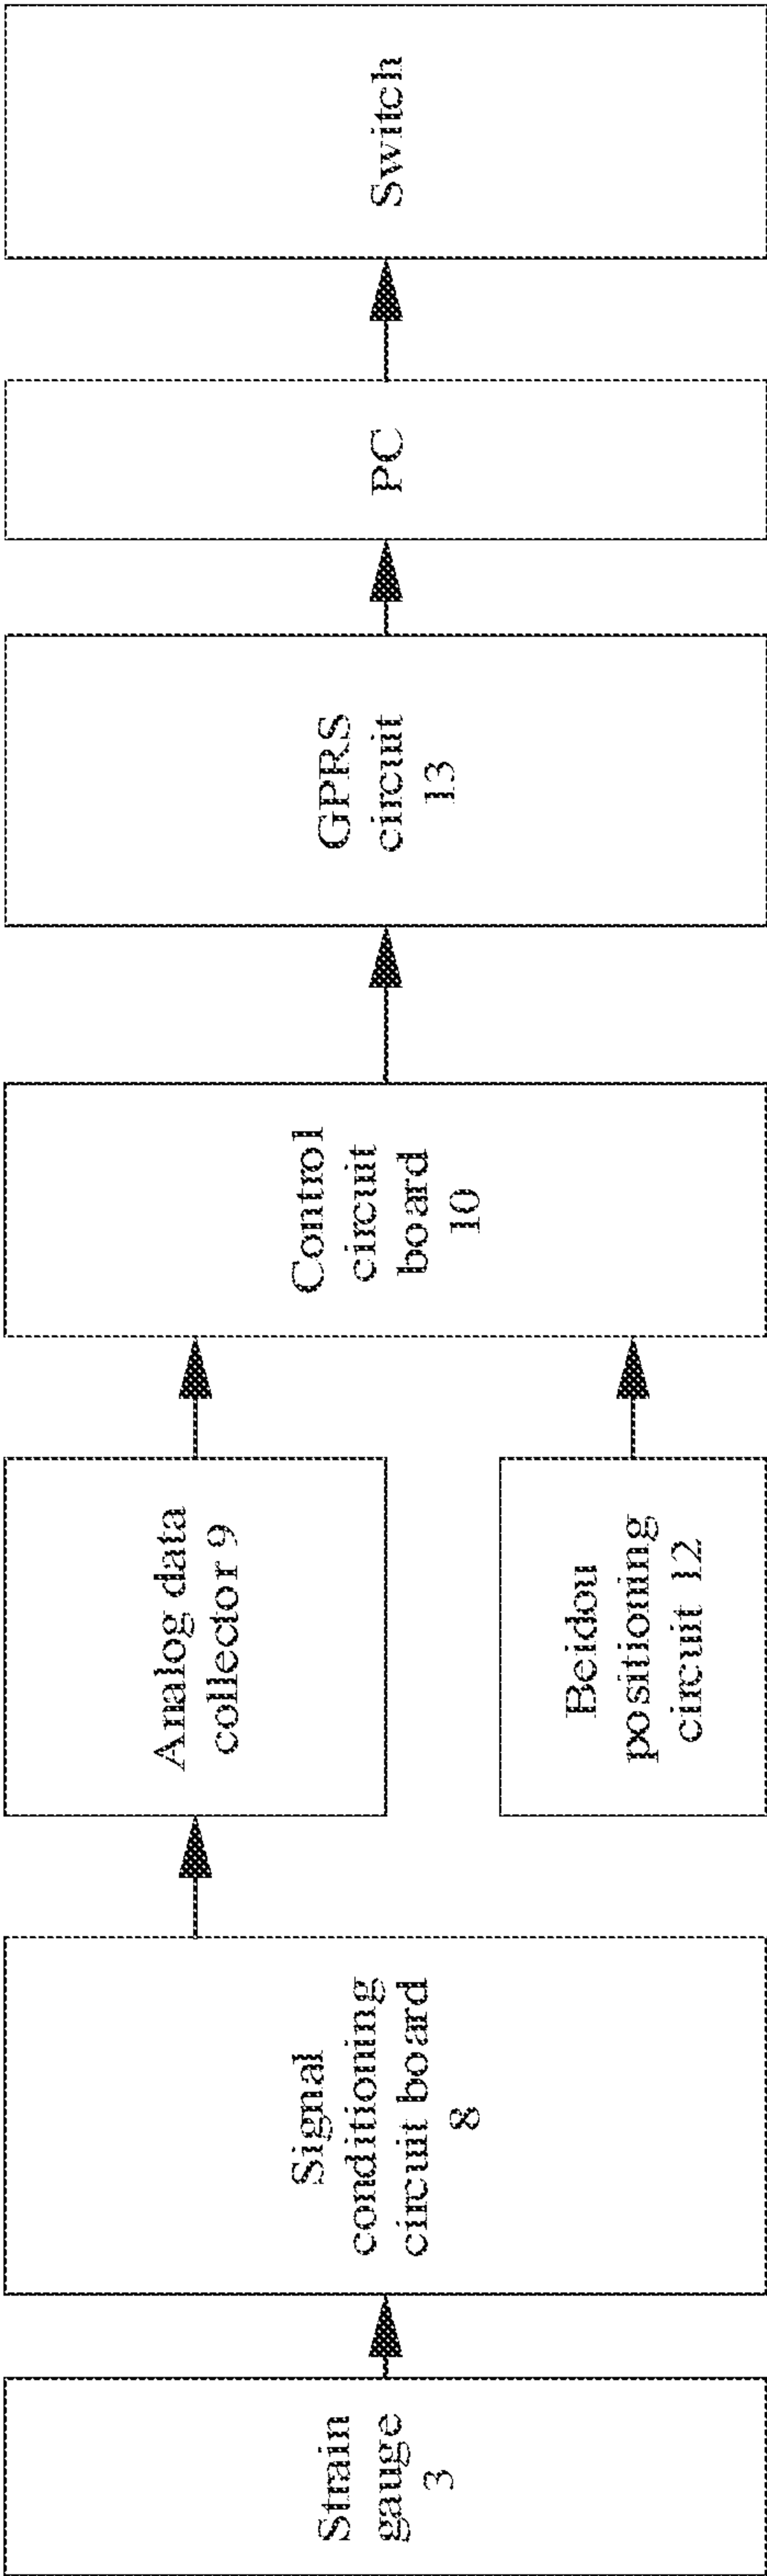 Strain
gauge
3
Signal
conditioning
circuit board
8
Analog data
collector 9
Beidou
positioning
circuit 12
Control
circuit
board
10
GPRS
circuit
13
PC
Switch